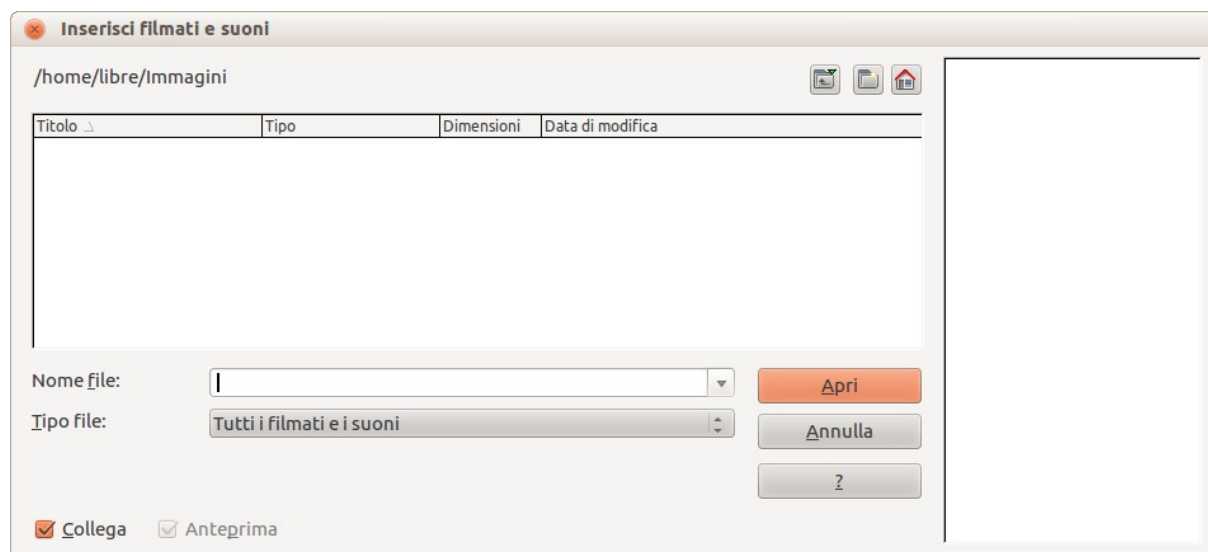 Inserisci filmati e suoni
/home/libre/Immagini
Titolo Tipo Dimensioni Data di modifica
Nome file:
Apri
Tipo file: Tutti i filmati e i suoni
Annulla
?
Collega Anteprima